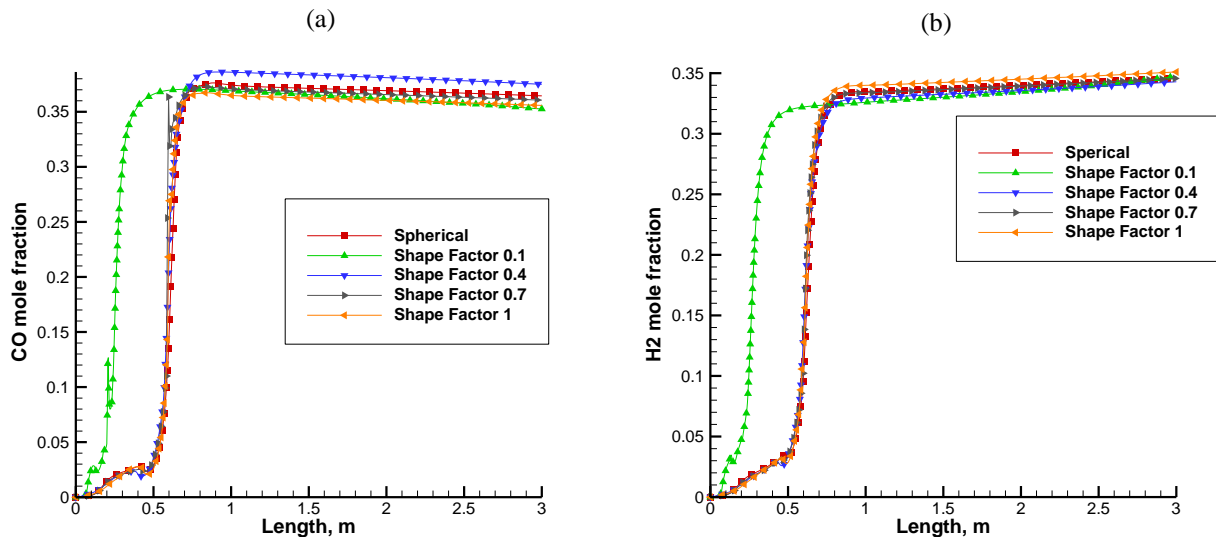 (a)
CO mole fraction
0.35
0.3
0.25
0.2
0.15
0.1
0.05
0
Spherical
Shape Factor 0.1
Shape Factor 0.4
Shape Factor 0.7
Shape Factor 1
0 0.5 1 1.5 2 2.5 3
Length, m
(b)
H2 mole fraction
0.35
0.3
0.25
0.2
0.15
0.1
0.05
0
Sperical
Shape Factor 0.1
Shape Factor 0.4
Shape Factor 0.7
Shape Factor 1
0 0.5 1 1.5 2 2.5 3
Length, m